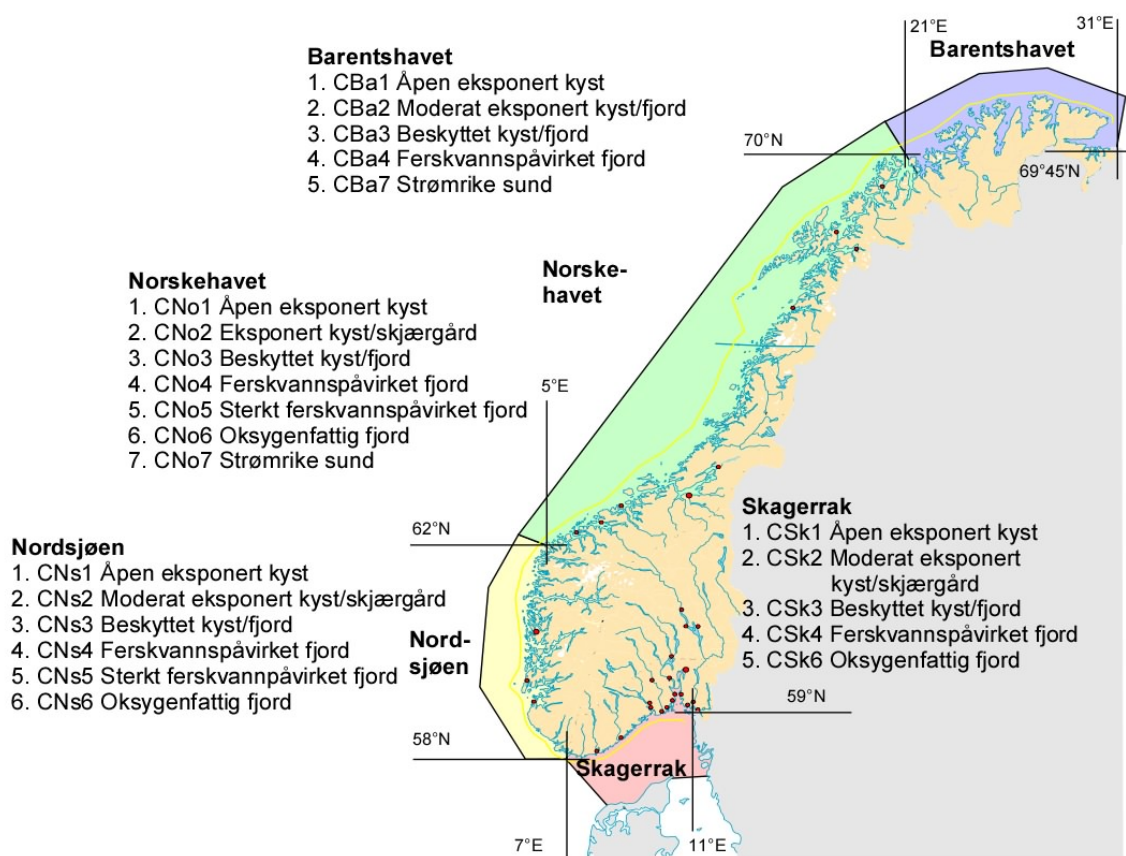 21°E
31°E
Barentshavet
Barentshavet
1. CBa1 Åpen eksponert kyst
2. CBa2 Moderat eksponert kyst/fjord
3. CBa3 Beskyttet kyst/fjord
4. CBa4 Ferskvannspåvirket fjord
5. CBa7 Strømrike sund
70°N
69°45'N
Norskehavet
1. CNo1 Åpen eksponert kyst
2. CNo2 Eksponert kyst/skjærgård
3. CNo3 Beskyttet kyst/fjord
4. CNo4 Ferskvannspåvirket fjord
5. CNo5 Sterkt ferskvannspåvirket fjord
6. CNo6 Oksygenfattig fjord
7. CNo7 Strømrike sund
Norske-
havet
5°E
62°N
Nordsjøen
1. CNs1 Åpen eksponert kyst
2. CNs2 Moderat eksponert kyst/skjærgård
3. CNs3 Beskyttet kyst/fjord
4. CNs4 Ferskvannspåvirket fjord
5. CNs5 Sterkt ferskvannpåvirket fjord
6. CNs6 Oksygenfattig fjord
Nord-
sjøen
Skagerrak
1. CSk1 Åpen eksponert kyst
2. CSk2 Moderat eksponert
kyst/skjærgård
3. CSk3 Beskyttet kyst/fjord
4. CSk4 Ferskvannspåvirket fjord
5. CSk6 Oksygenfattig fjord
59°N
58°N
Skagerrak
7°E
11°E